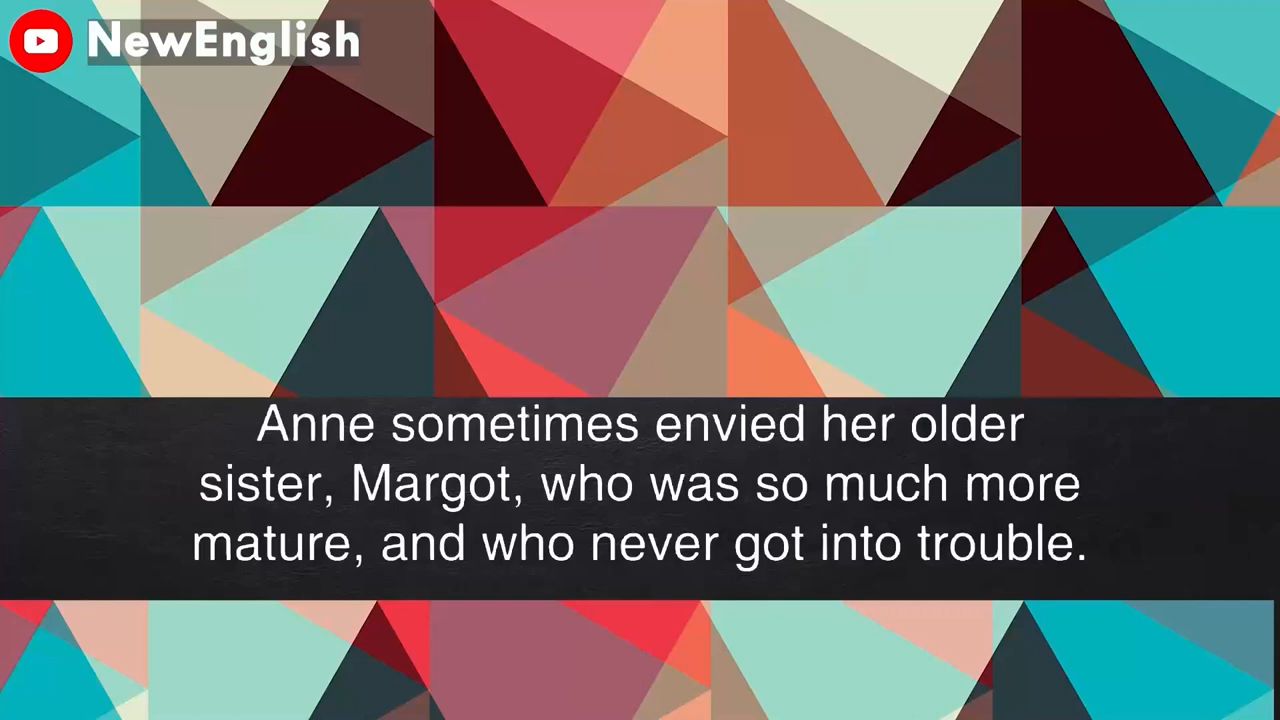 NewEnglish
Anne sometimes envied her older
sister, Margot, who was so much more
mature, and who never got into trouble.